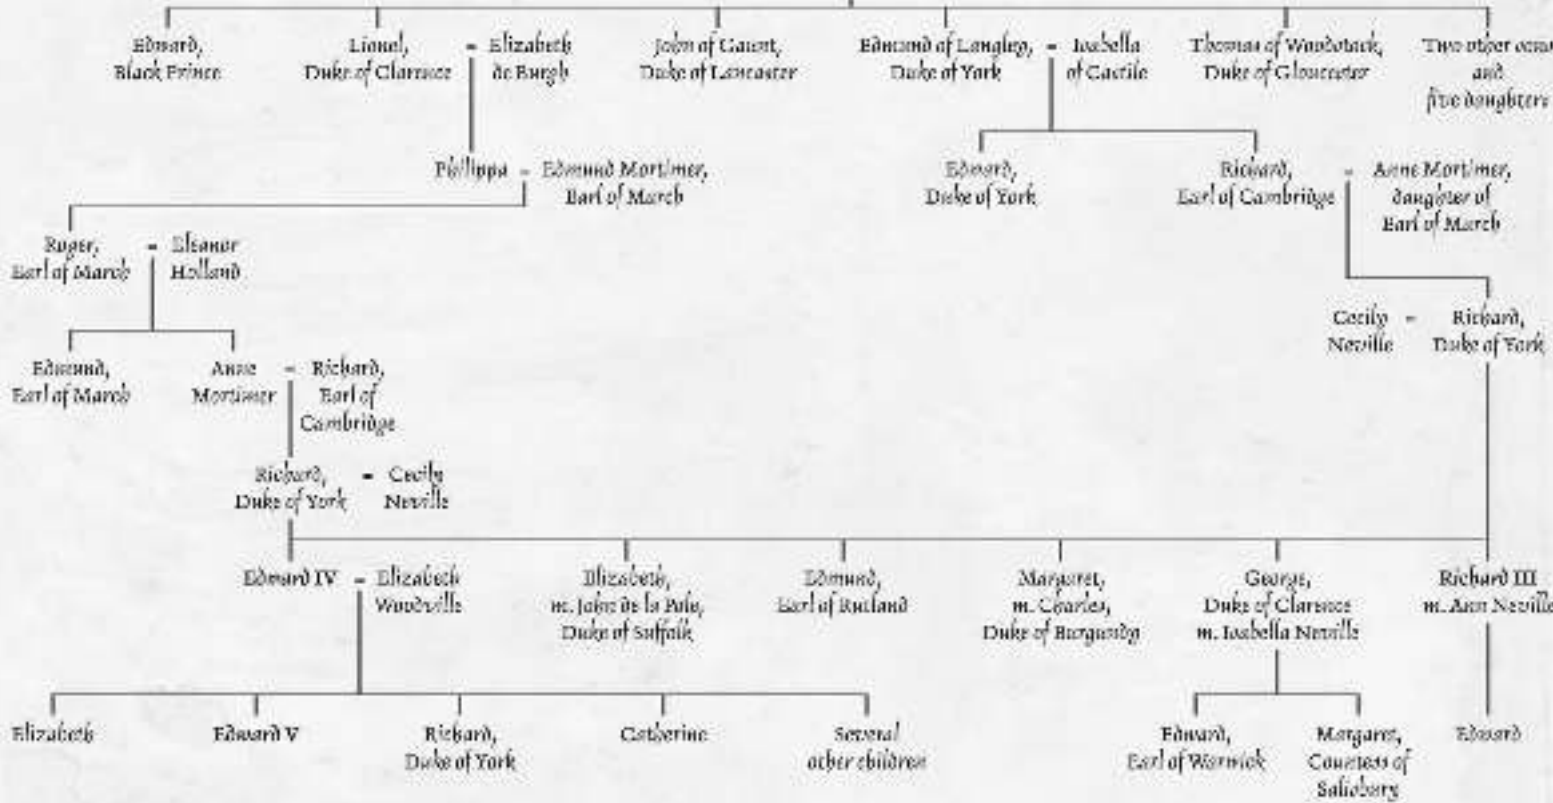 Edward,
Black Prince
Lionel,
Duke of Clarence
= Elizabeth
de Burgh
John of Gaunt,
Duke of Lancaster
Edmund of Langley,
Duke of York
= Isabella
of Castile
Thomas of Woodstock,
Duke of Gloucester
Two other sons
and
five daughters
Philippa = Edmund Mortimer,
Earl of March
Edward,
Duke of York
Richard,
Earl of Cambridge
= Anne Mortimer,
daughter of
Earl of March
Roger,
Earl of March
= Eleanor
Holland
Cecily
Neville
= Richard,
Duke of York
Edmund,
Earl of March
Anne
Mortimer
= Richard,
Earl of
Cambridge
Richard,
Duke of York
= Cecily
Neville
Edward IV = Elizabeth
Woodville
Elizabeth,
m. John de la Pole,
Duke of Suffolk
Edmund,
Earl of Rutland
Margaret,
m. Charles,
Duke of Burgundy
George,
Duke of Clarence
m. Isabella Neville
Richard III
m. Ann Neville
Elizabeth
Edward V
Richard,
Duke of York
Catherine
Several
other children
Edward,
Earl of Warwick
Margaret,
Countess of
Salisbury
Edward